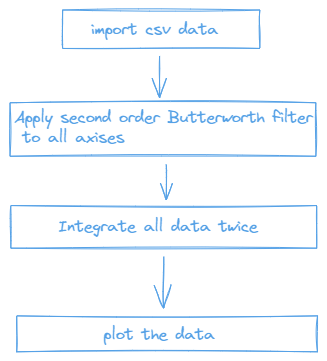 import csv data
Apply second order Butterworth filter
to all axises
Integrate all data twice
plot the data